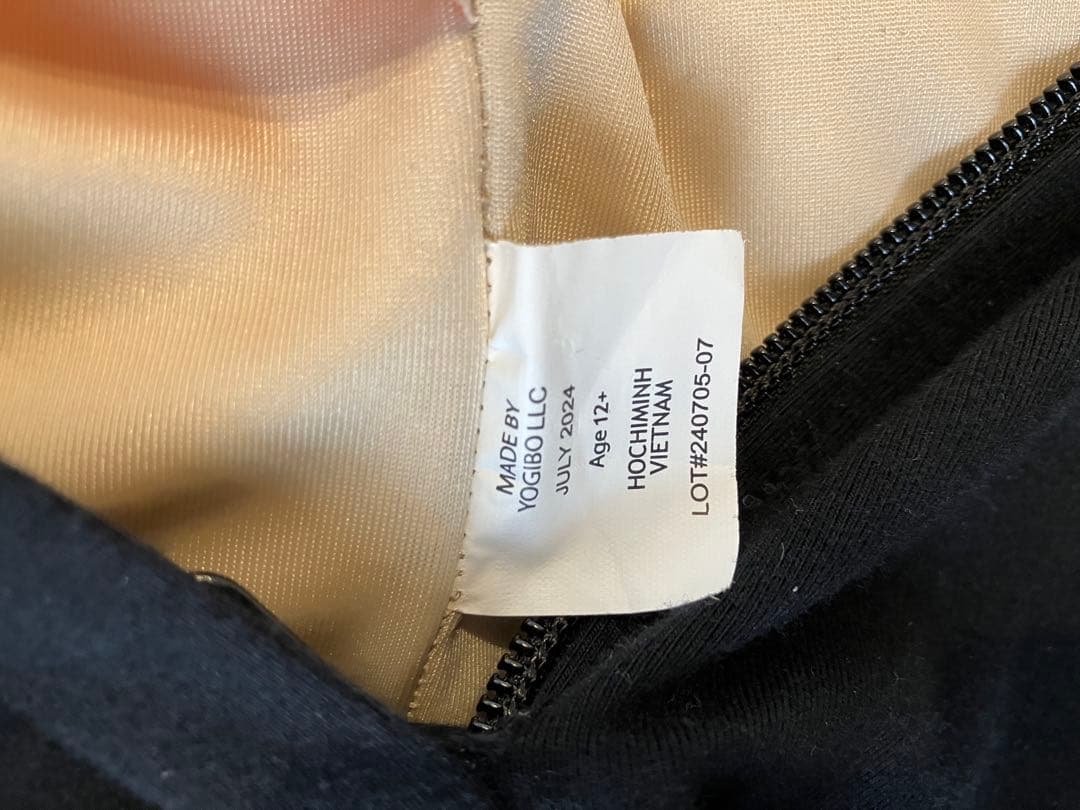 MADE BY
YOGIBO LLC
JULY 2024
Age 12+
HOCHIMINH
VIETNAM
LOT#240705-07